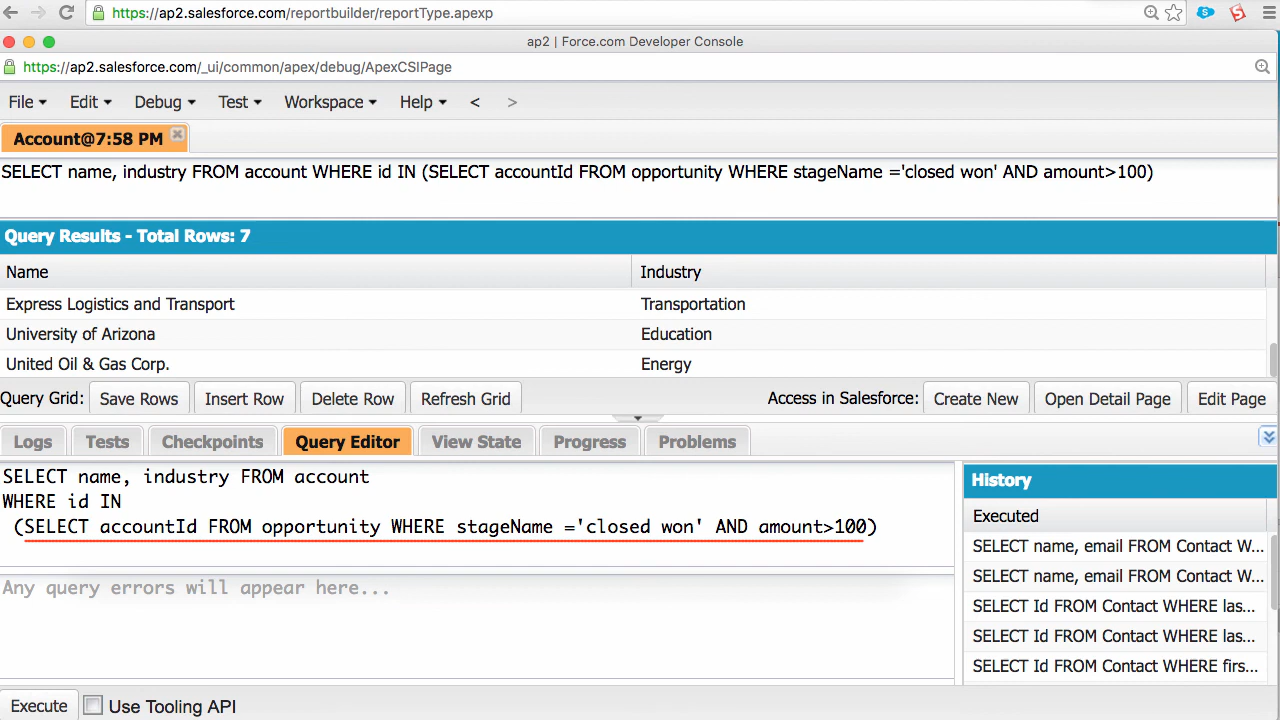 https://ap2.salesforce.com/reportbuilder/reportType.apexp
ap2 | Force.com Developer Console
https://ap2.salesforce.com/_ui/common/apex/debug/ApexCSIPage
File Edit Debug Test Workspace Help < >
Account@7:58 PM
SELECT name, industry FROM account WHERE id IN (SELECT accountId FROM opportunity WHERE stageName ='closed won' AND amount>100)
Query Results - Total Rows: 7
Name Industry
Express Logistics and Transport Transportation
University of Arizona Education
United Oil & Gas Corp. Energy
Query Grid: Save Rows Insert Row Delete Row Refresh Grid Access in Salesforce: Create New Open Detail Page Edit Page
Logs Tests Checkpoints Query Editor View State Progress Problems
SELECT name, industry FROM account
WHERE id IN
(SELECT accountId FROM opportunity WHERE stageName ='closed won' AND amount>100)
Any query errors will appear here...
History
Executed
SELECT name, email FROM Contact W...
SELECT name, email FROM Contact W...
SELECT Id FROM Contact WHERE las...
SELECT Id FROM Contact WHERE las...
SELECT Id FROM Contact WHERE firs...
Execute Use Tooling API